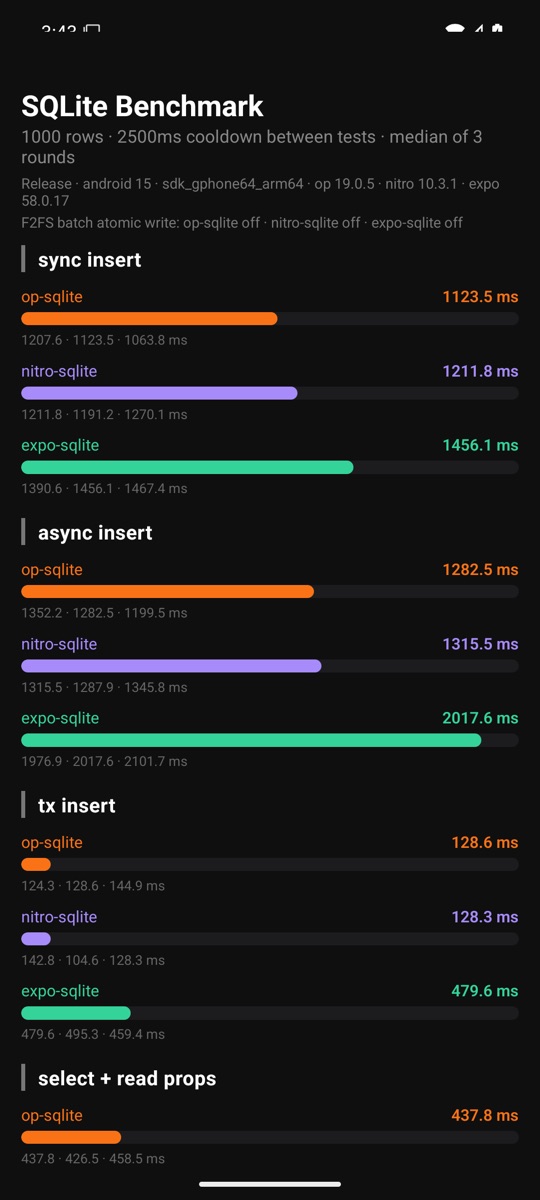 3:43
SQLite Benchmark
1000 rows · 2500ms cooldown between tests · median of 3
rounds
Release · android 15 · sdk_gphone64_arm64 · op 19.0.5 · nitro 10.3.1 · expo
58.0.17
F2FS batch atomic write: op-sqlite off · nitro-sqlite off · expo-sqlite off
sync insert
op-sqlite 1123.5 ms
1207.6 · 1123.5 · 1063.8 ms
nitro-sqlite 1211.8 ms
1211.8 · 1191.2 · 1270.1 ms
expo-sqlite 1456.1 ms
1390.6 · 1456.1 · 1467.4 ms
async insert
op-sqlite 1282.5 ms
1352.2 · 1282.5 · 1199.5 ms
nitro-sqlite 1315.5 ms
1315.5 · 1287.9 · 1345.8 ms
expo-sqlite 2017.6 ms
1976.9 · 2017.6 · 2101.7 ms
tx insert
op-sqlite 128.6 ms
124.3 · 128.6 · 144.9 ms
nitro-sqlite 128.3 ms
142.8 · 104.6 · 128.3 ms
expo-sqlite 479.6 ms
479.6 · 495.3 · 459.4 ms
select + read props
op-sqlite 437.8 ms
437.8 · 426.5 · 458.5 ms